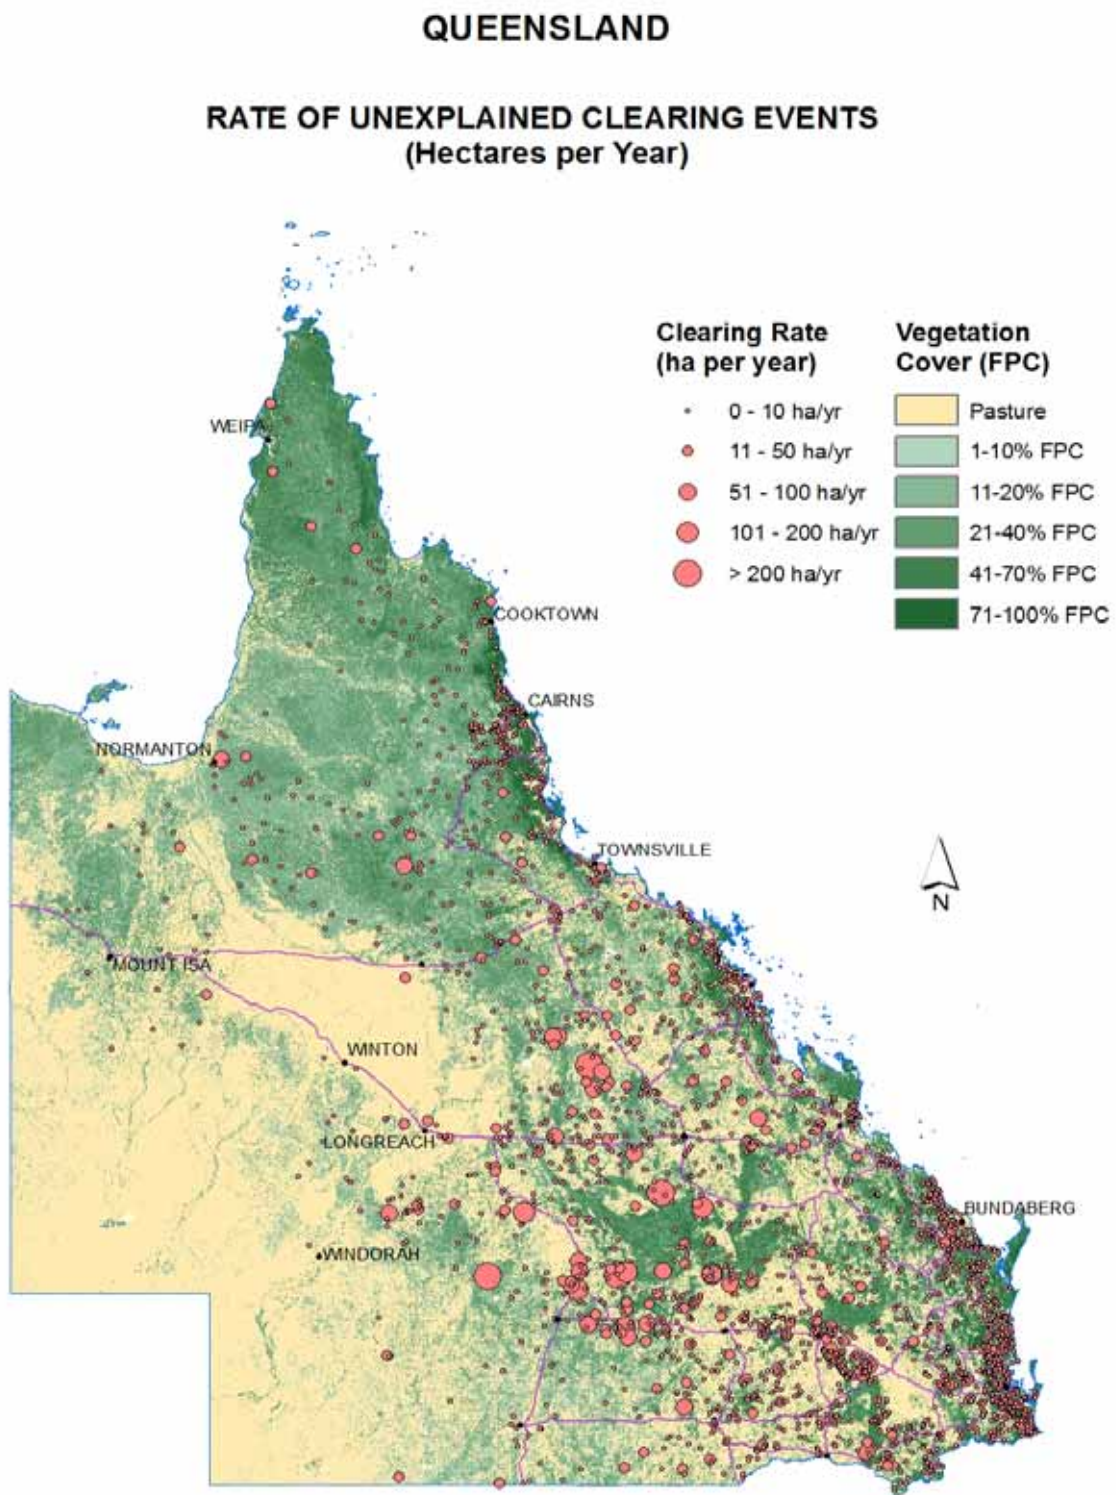 QUEENSLAND
RATE OF UNEXPLAINED CLEARING EVENTS
(Hectares per Year)
Clearing Rate
(ha per year)
0 - 10 ha/yr
11 - 50 ha/yr
51 - 100 ha/yr
101 - 200 ha/yr
> 200 ha/yr
Vegetation
Cover (FPC)
Pasture
1-10% FPC
11-20% FPC
21-40% FPC
41-70% FPC
71-100% FPC
WEIPA
COOKTOWN
CAIRNS
NORMANTON
TOWNSVILLE
N
MOUNT ISA
WINTON
LONGREACH
BUNDABERG
WINDORAH